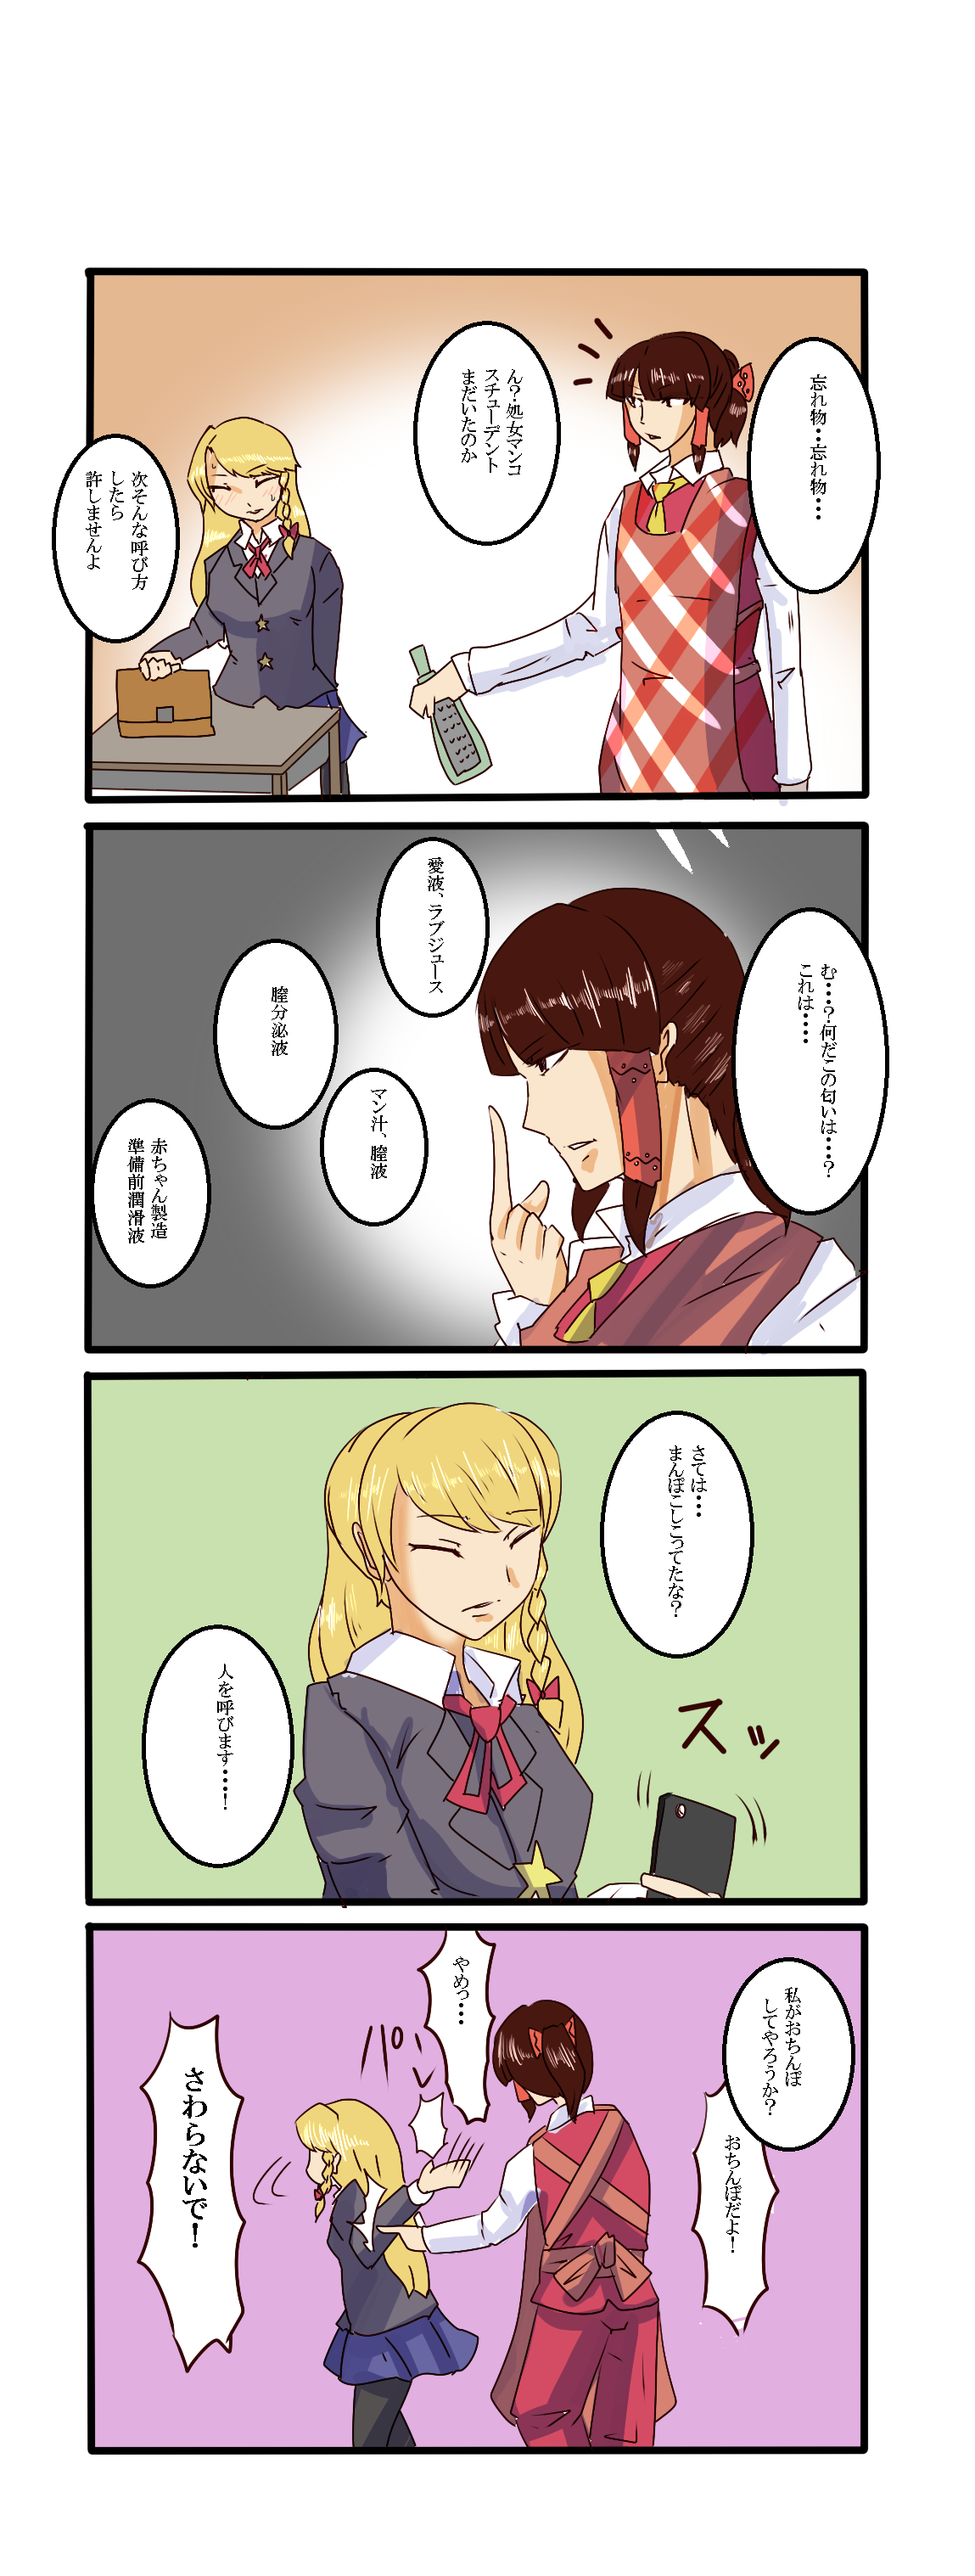 忘れ物・・・忘れ物・・・
ん？処女マンコ
スチューデント
まだいたのか
次そんな呼び方
したら
許しませんよ
む・・・？何だこの匂いは・・・？
これは・・・・
愛液、ラブジュース
膣分泌液
マン汁、膣液
赤ちゃん製造
準備前潤滑液
さては・・・
まんぽこしこってたな？
スッ
人を呼びます・・・！
私がおちんぽ
してやろうか？
おちんぽだよ！
やめっ・・・
パシ
さわらないで！